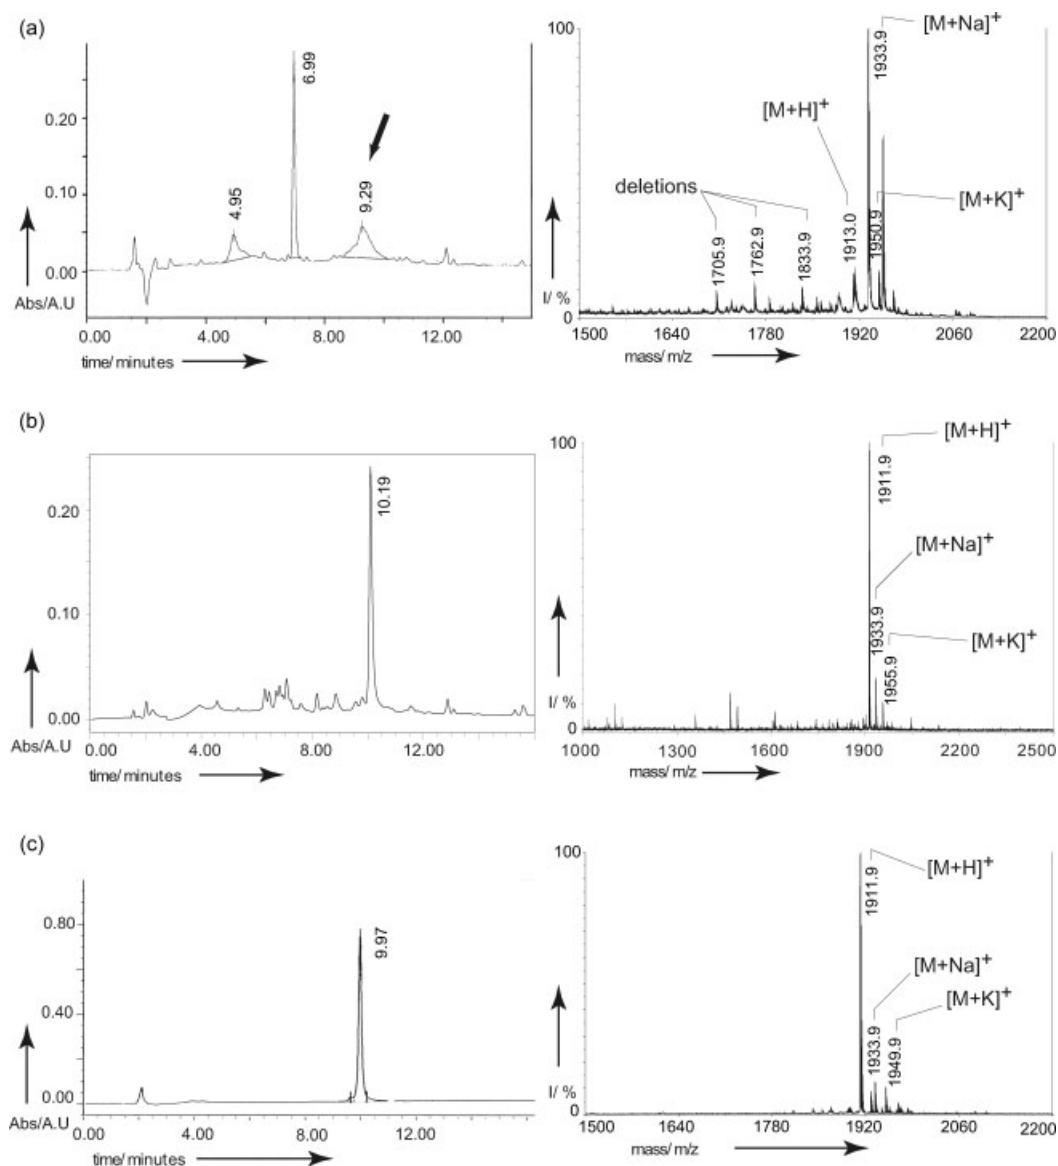 (a)
0.20
0.10
0.00
Abs/A.U
4.95
6.99
9.29
0.00 4.00 8.00 12.00
time/ minutes
100
I/ %
deletions
1705.9
1762.9
1833.9
[M+H]+
1913.0
[M+Na]+
1933.9
[M+K]+
1950.9
1500 1640 1780 1920 2060 2200
mass/ m/z
(b)
0.20
0.10
0.00
Abs/A.U
10.19
0.00 4.00 8.00 12.00
time/ minutes
100
I/ %
0
[M+H]+
1911.9
[M+Na]+
1933.9
[M+K]+
1955.9
1000 1300 1600 1900 2200 2500
mass/ m/z
(c)
0.80
0.40
0.00
Abs/A.U
9.97
0.00 4.00 8.00 12.00
time/ minutes
100
I/ %
0
[M+H]+
1911.9
[M+Na]+
1933.9
[M+K]+
1949.9
1500 1640 1780 1920 2060 2200
mass/ m/z